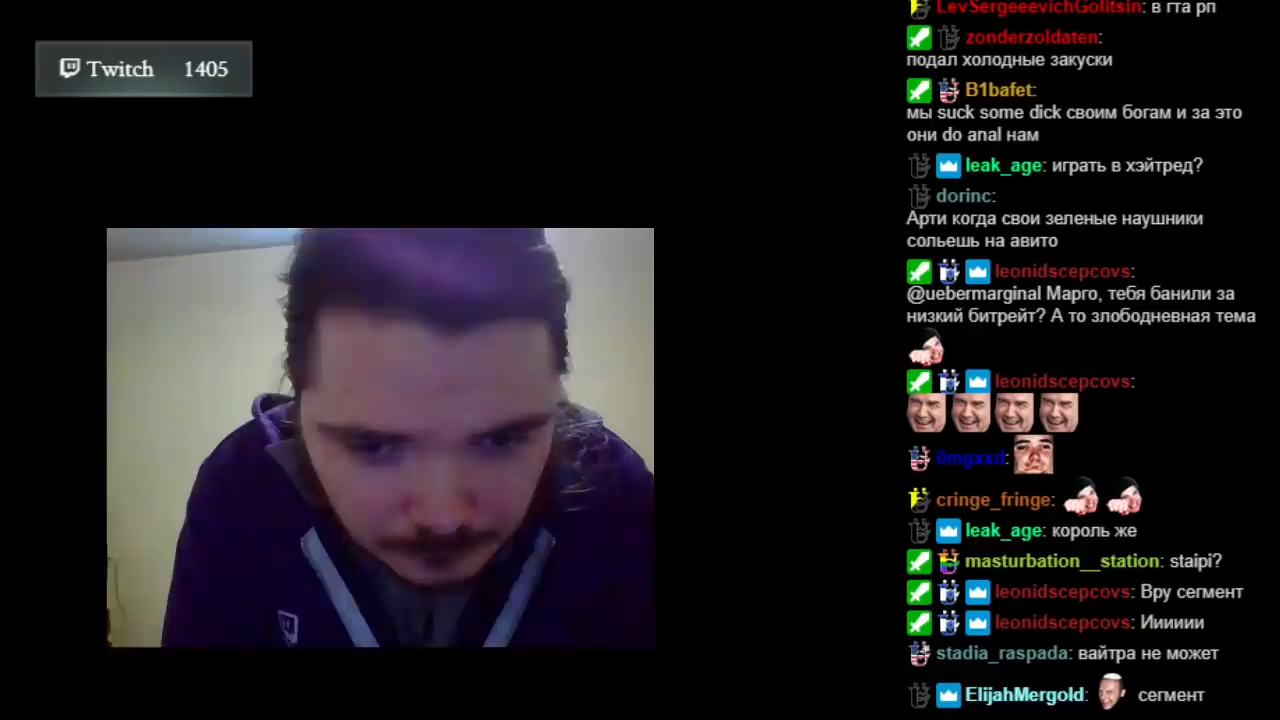 Twitch 1405
LevSergeeevichGolitsin: в гта рп
zonderzoldaten:
подал холодные закуски
B1bafet:
мы suck some dick своим богам и за это
они do anal нам
leak_age: играть в хэйтред?
dorinc:
Арти когда свои зеленые наушники
сольешь на авито
leonidscepcovs:
@uebermarginal Марго, тебя банили за
низкий битрейт? А то злободневная тема
leonidscepcovs:
0mgxxd:
cringe_fringe:
leak_age: король же
masturbation__station: staipi?
leonidscepcovs: Вру сегмент
leonidscepcovs: Ииииии
stadia_raspada: вайтра не может
ElijahMergold: сегмент